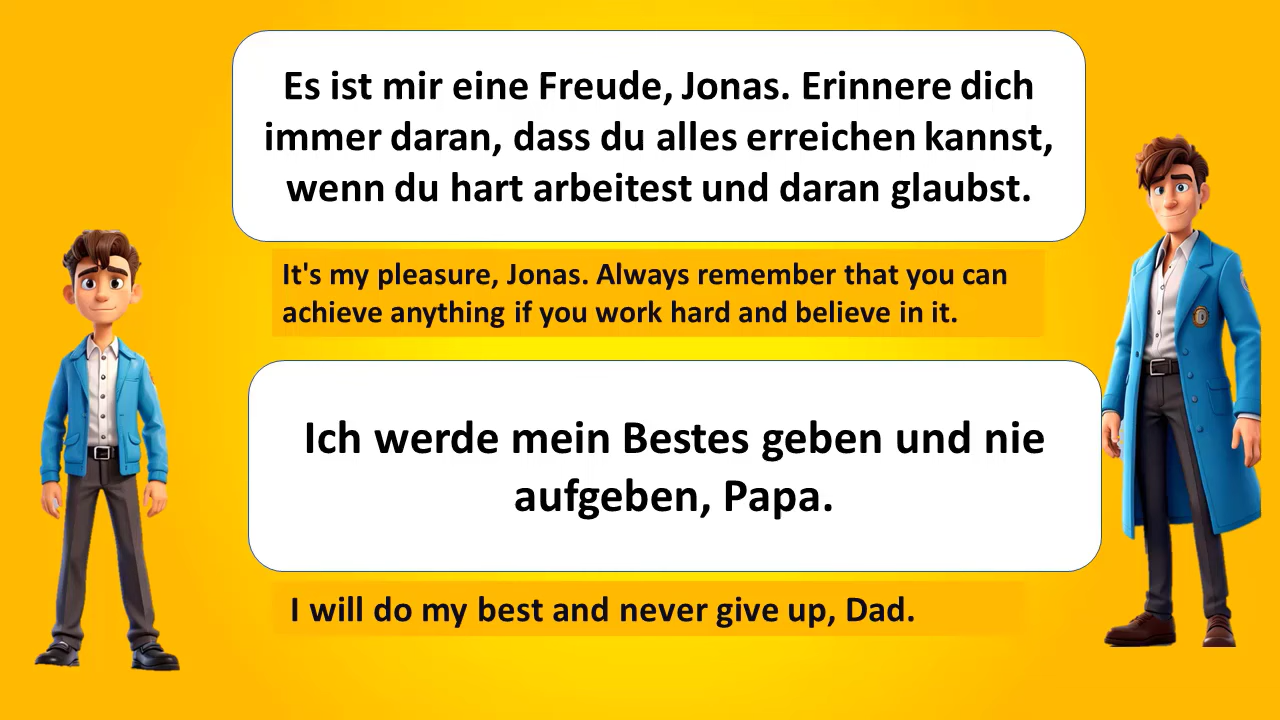 Es ist mir eine Freude, Jonas. Erinnere dich
immer daran, dass du alles erreichen kannst,
wenn du hart arbeitest und daran glaubst.
It's my pleasure, Jonas. Always remember that you can
achieve anything if you work hard and believe in it.
Ich werde mein Bestes geben und nie
aufgeben, Papa.
I will do my best and never give up, Dad.